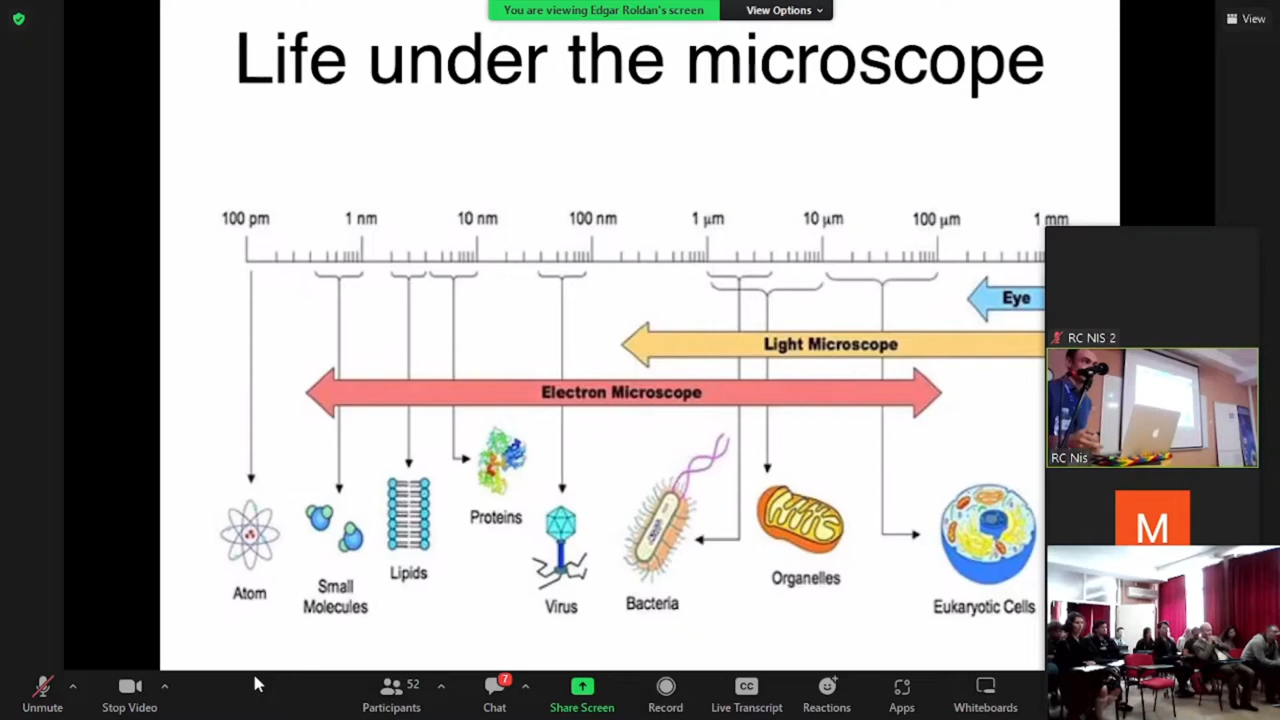 You are viewing Edgar Roldan's screen
View Options
View
Life under the microscope
100 pm 1 nm 10 nm 100 nm 1 μm 10 μm 100 μm 1 mm
Eye
Light Microscope
Electron Microscope
RC NIS 2
RC Nis
M
Atom
Small
Molecules
Lipids
Proteins
Virus
Bacteria
Organelles
Eukaryotic Cells
Unmute
Stop Video
52
Participants
7
Chat
Share Screen
Record
CC
Live Transcript
Reactions
Apps
Whiteboards